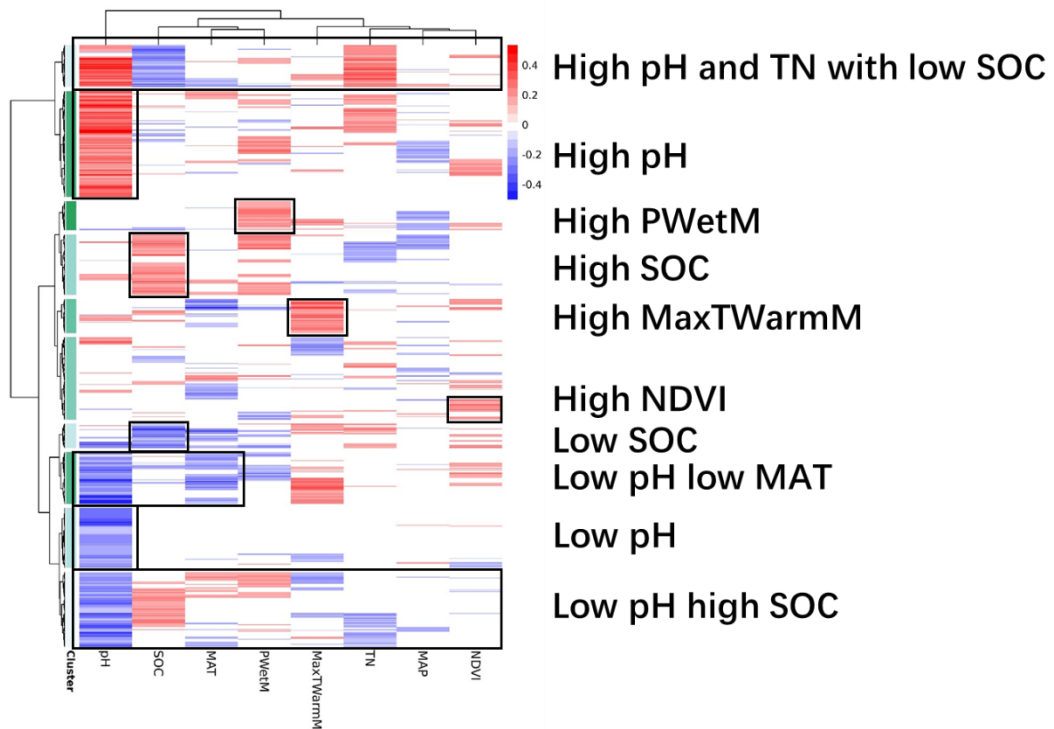 High pH and TN with low SOC
0.4
0.2
0
-0.2
-0.4
High pH
High PWetM
High SOC
High MaxTWarmM
High NDVI
Low SOC
Low pH low MAT
Low pH
Low pH high SOC
Cluster
pH
SOC
MAT
PWetM
MaxTWarmM
TN
MAP
NDVI